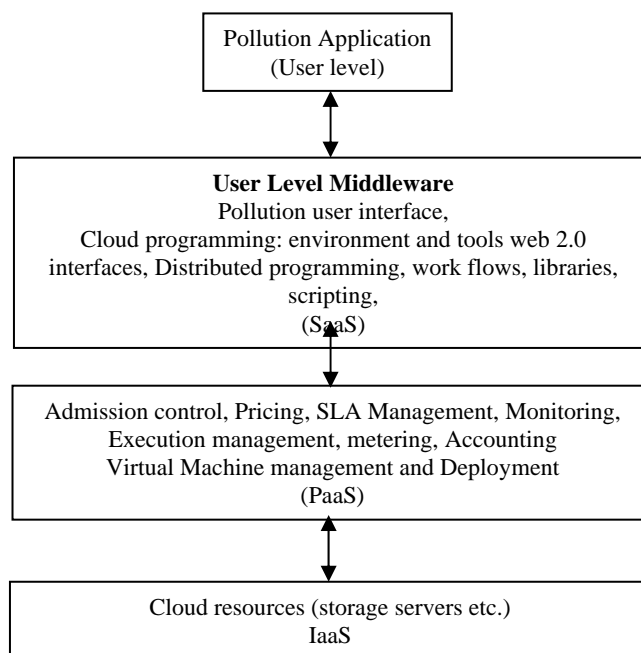 Pollution Application
(User level)
User Level Middleware
Pollution user interface,
Cloud programming: environment and tools web 2.0
interfaces, Distributed programming, work flows, libraries,
scripting,
(SaaS)
Admission control, Pricing, SLA Management, Monitoring,
Execution management, metering, Accounting
Virtual Machine management and Deployment
(PaaS)
Cloud resources (storage servers etc.)
IaaS